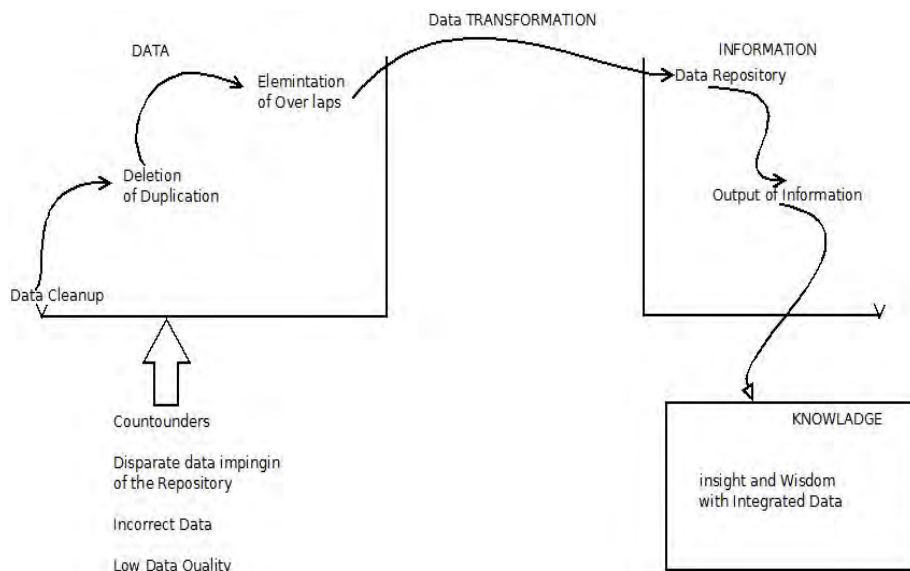 Data TRANSFORMATION
DATA
INFORMATION
Elemintation
of Over laps
Data Repository
Deletion
of Duplication
Output of Information
Data Cleanup
Countounders
Disparate data impingin
of the Repository
Incorrect Data
Low Data Quality
KNOWLADGE
insight and Wisdom
with Integrated Data